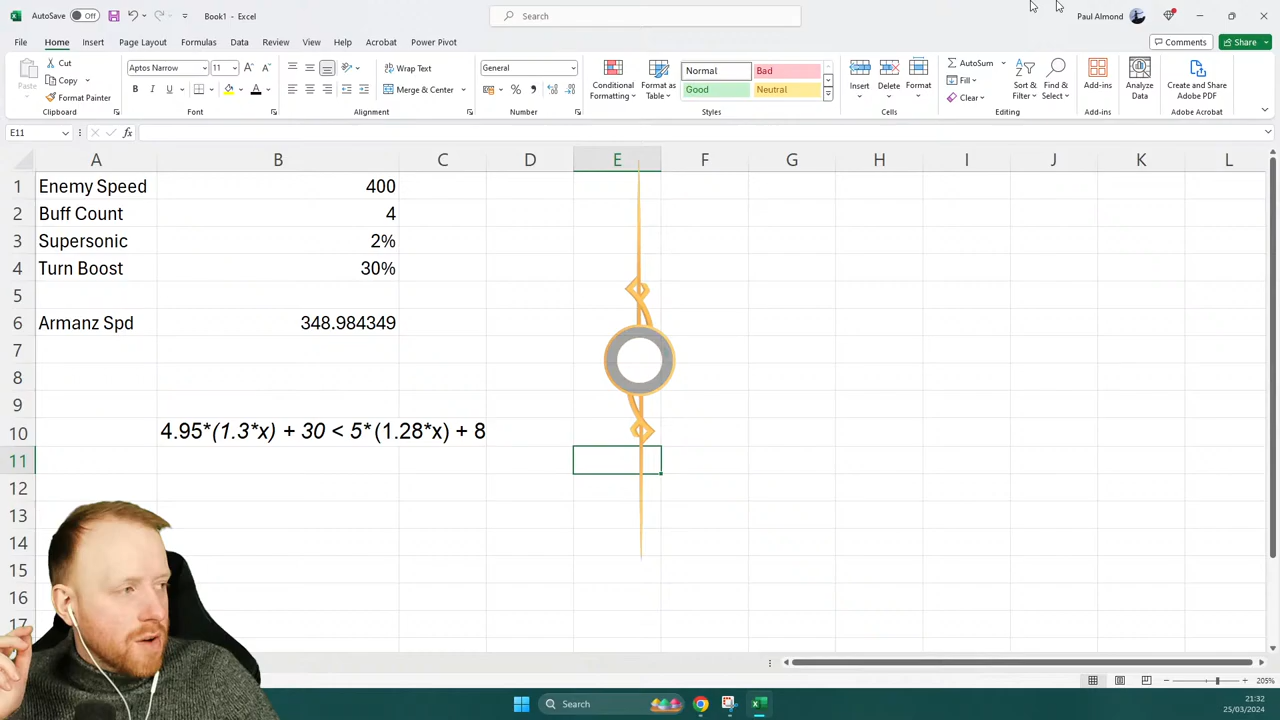 AutoSave Off Book1 - Excel Search Paul Almond
File Home Insert Page Layout Formulas Data Review View Help Acrobat Power Pivot Comments Share
Paste Cut Copy Format Painter Clipboard
Aptos Narrow 11 A A B I U A Font
ab Wrap Text Merge & Center Alignment
General % Number
Conditional Formatting Format as Table Normal Bad Good Neutral Styles
Insert Delete Format Cells
AutoSum Fill Clear Sort & Filter Find & Select Editing
Add-ins Add-ins Analyze Data Create and Share Adobe PDF Adobe Acrobat
E11 fx
A B C D E F G H I J K L
1 Enemy Speed 400
2 Buff Count 4
3 Supersonic 2%
4 Turn Boost 30%
5
6 Armanz Spd 348.984349
7
8
9
10 4.95*(1.3*x) + 30 < 5*(1.28*x) + 8
11
12
13
14
15
16
17
205%
Search 21:32
25/03/2024